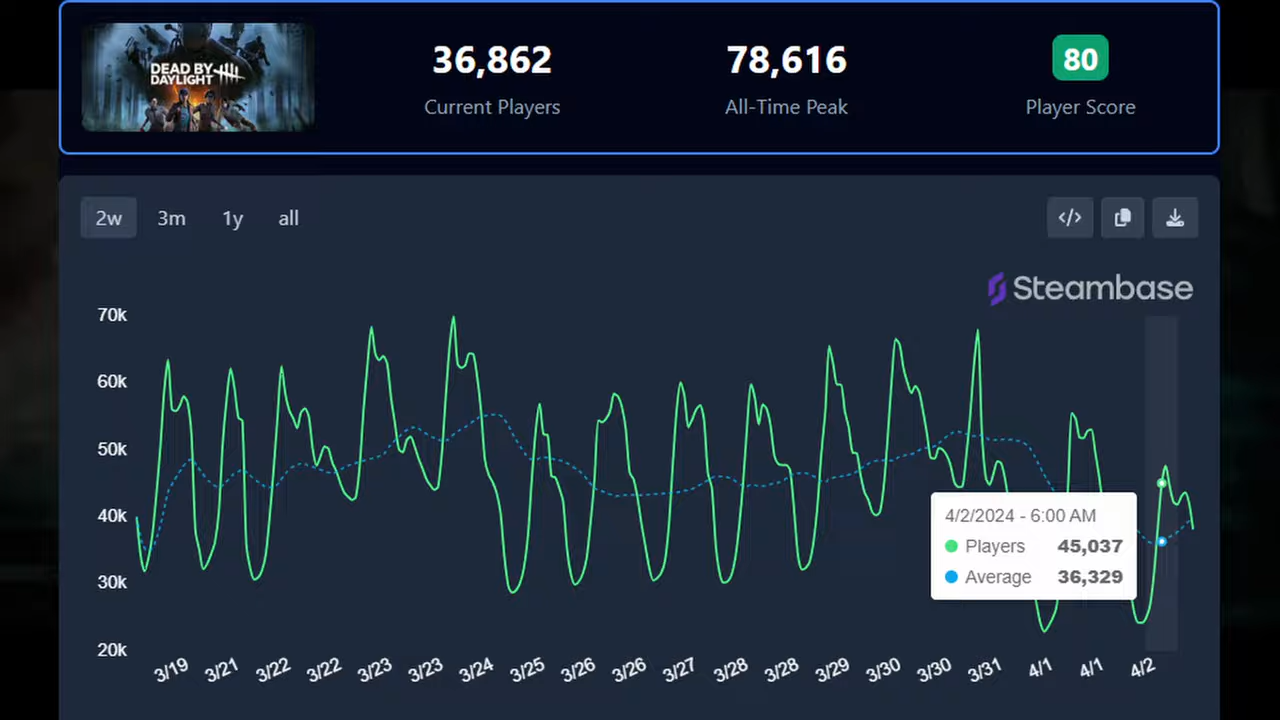 DEAD BY
DAYLIGHT
36,862
Current Players
78,616
All-Time Peak
80
Player Score
2w 3m 1y all
</>
Steambase
70k
60k
50k
40k
30k
20k
4/2/2024 - 6:00 AM
Players 45,037
Average 36,329
3/19 3/21 3/22 3/22 3/23 3/23 3/24 3/25 3/26 3/26 3/27 3/28 3/28 3/29 3/30 3/30 3/31 4/1 4/1 4/2